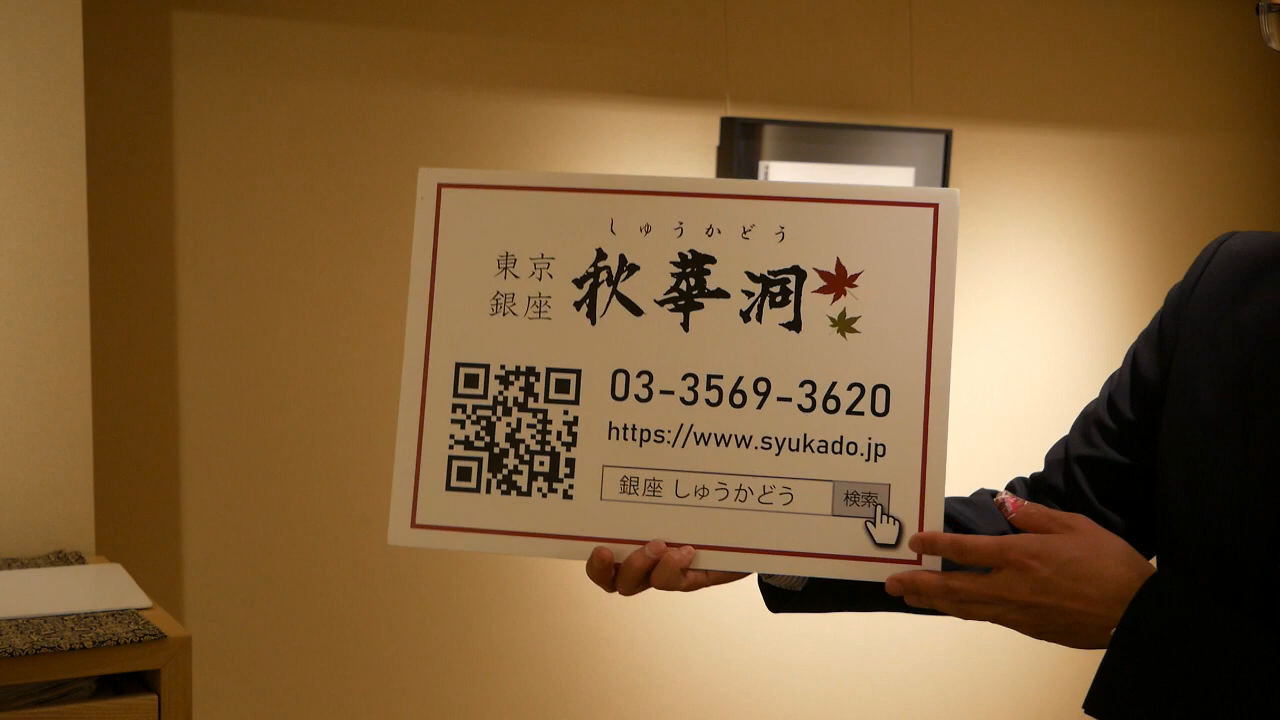 しゅうかどう
東京
銀座
秋華洞
03-3569-3620
https://www.syukado.jp
銀座 しゅうかどう 検索